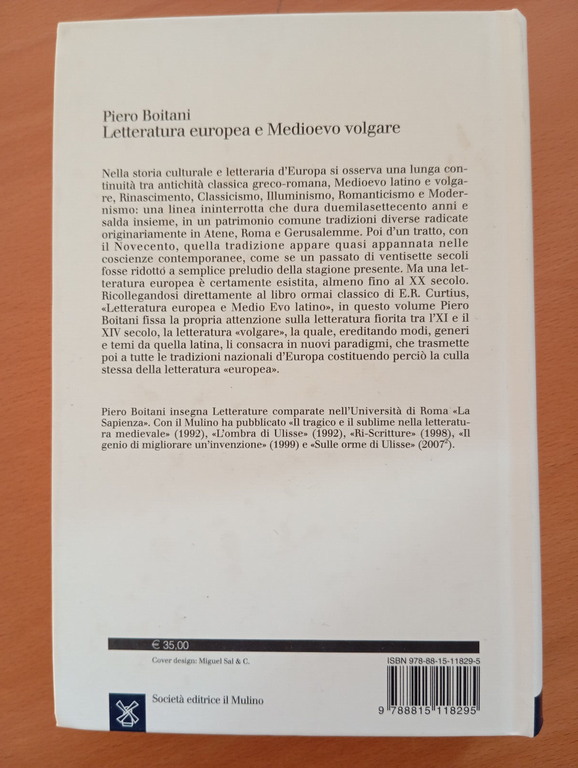 Piero Boitani
Letteratura europea e Medioevo volgare
Nella storia culturale e letteraria d'Europa si osserva una lunga con-
tinuità tra antichità classica greco-romana, Medioevo latino e volga-
re, Rinascimento, Classicismo, Illuminismo, Romanticismo e Moder-
nismo: una linea ininterrotta che dura duemilasettecento anni e
salda insieme, in un patrimonio comune tradizioni diverse radicate
originariamente in Atene, Roma e Gerusalemme. Poi d'un tratto, con
il Novecento, quella tradizione appare quasi appannata nelle
coscienze contemporanee, come se un passato di ventisette secoli
fosse ridotto a semplice preludio della stagione presente. Ma una let-
teratura europea è certamente esistita, almeno fino al XX secolo.
Ricollegandosi direttamente al libro ormai classico di E.R. Curtius,
«Letteratura europea e Medio Evo latino», in questo volume Piero
Boitani fissa la propria attenzione sulla letteratura fiorita tra l'XI e il
XIV secolo, la letteratura «volgare», la quale, ereditando modi, generi
e temi da quella latina, li consacra in nuovi paradigmi, che trasmette
poi a tutte le tradizioni nazionali d'Europa costituendo perciò la culla
stessa della letteratura «europea».
Piero Boitani insegna Letterature comparate nell'Università di Roma «La
Sapienza». Con il Mulino ha pubblicato «Il tragico e il sublime nella letteratu-
ra medievale» (1992), «L'ombra di Ulisse» (1992), «Ri-Scritture» (1998), «Il
genio di migliorare un'invenzione» (1999) e «Sulle orme di Ulisse» (2007²).
€ 35,00
Cover design: Miguel Sal & C.
ISBN 978-88-15-11829-5
Società editrice il Mulino
9 788815 118295